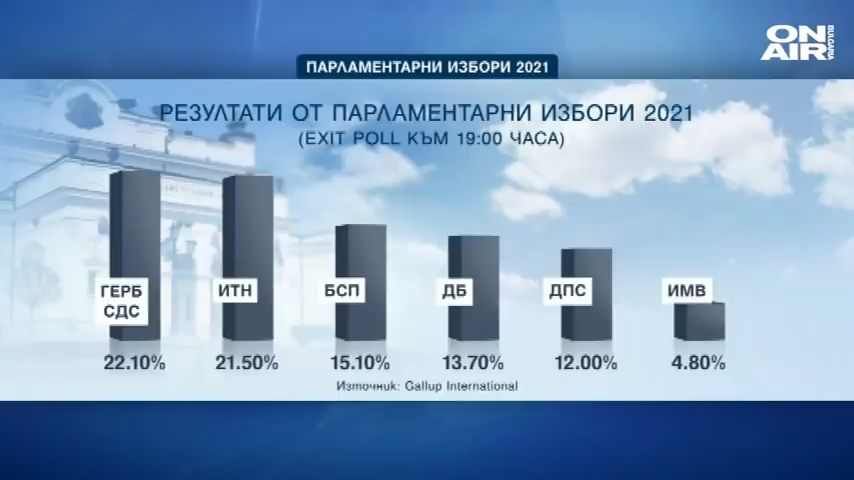 ON AIR BULGARIA
ПАРЛАМЕНТАРНИ ИЗБОРИ 2021
РЕЗУЛТАТИ ОТ ПАРЛАМЕНТАРНИ ИЗБОРИ 2021
(EXIT POLL КЪМ 19:00 ЧАСА)
ГЕРБ ИТН БСП ДБ ДПС ИМВ
СДС
22.10% 21.50% 15.10% 13.70% 12.00% 4.80%
Източник: Gallup International